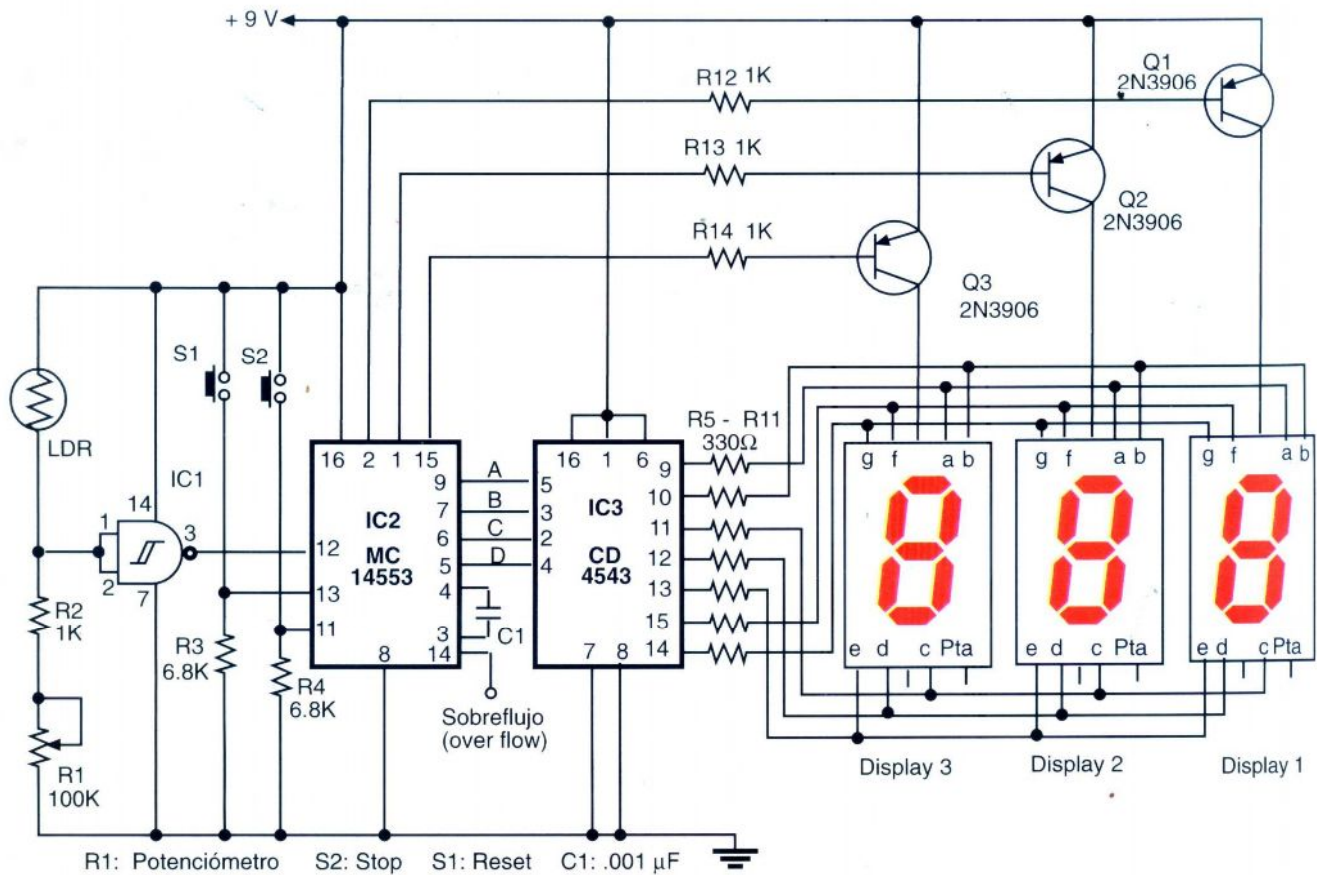 + 9 V
R12 1K
Q1
2N3906
R13 1K
Q2
2N3906
R14 1K
Q3
2N3906
S1
S2
LDR
IC1
14
1
2
3
7
R2
1K
R1
100K
R3
6.8K
R4
6.8K
16 2 1 15
IC2
MC
14553
12
13
11
8
9
7
6
5
4
3
14
A
B
C
D
C1
Sobreflujo
(over flow)
16 1 6
IC3
CD
4543
5
3
2
4
7 8
9
10
11
12
13
15
14
R5 - R11
330Ω
g f a b
g f a b
g f a b
e d c Pta
e d c Pta
e d c Pta
Display 3
Display 2
Display 1
R1: Potenciómetro S2: Stop S1: Reset C1: .001 µF